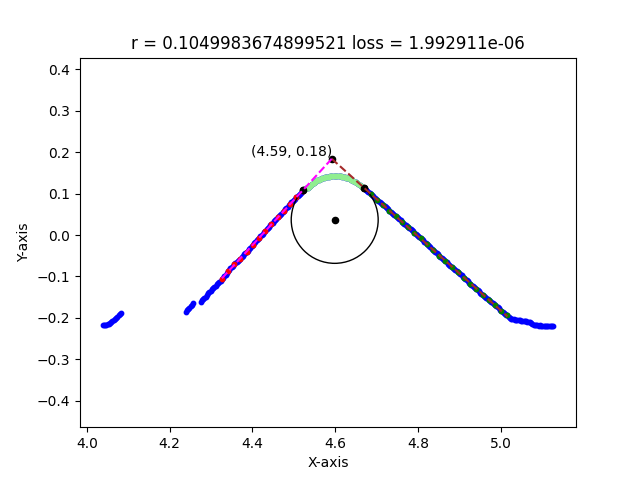 r = 0.1049983674899521 loss = 1.992911e-06
0.4
0.3
0.2
0.1
0.0
−0.1
−0.2
−0.3
−0.4
Y-axis
(4.59, 0.18)
4.0 4.2 4.4 4.6 4.8 5.0
X-axis